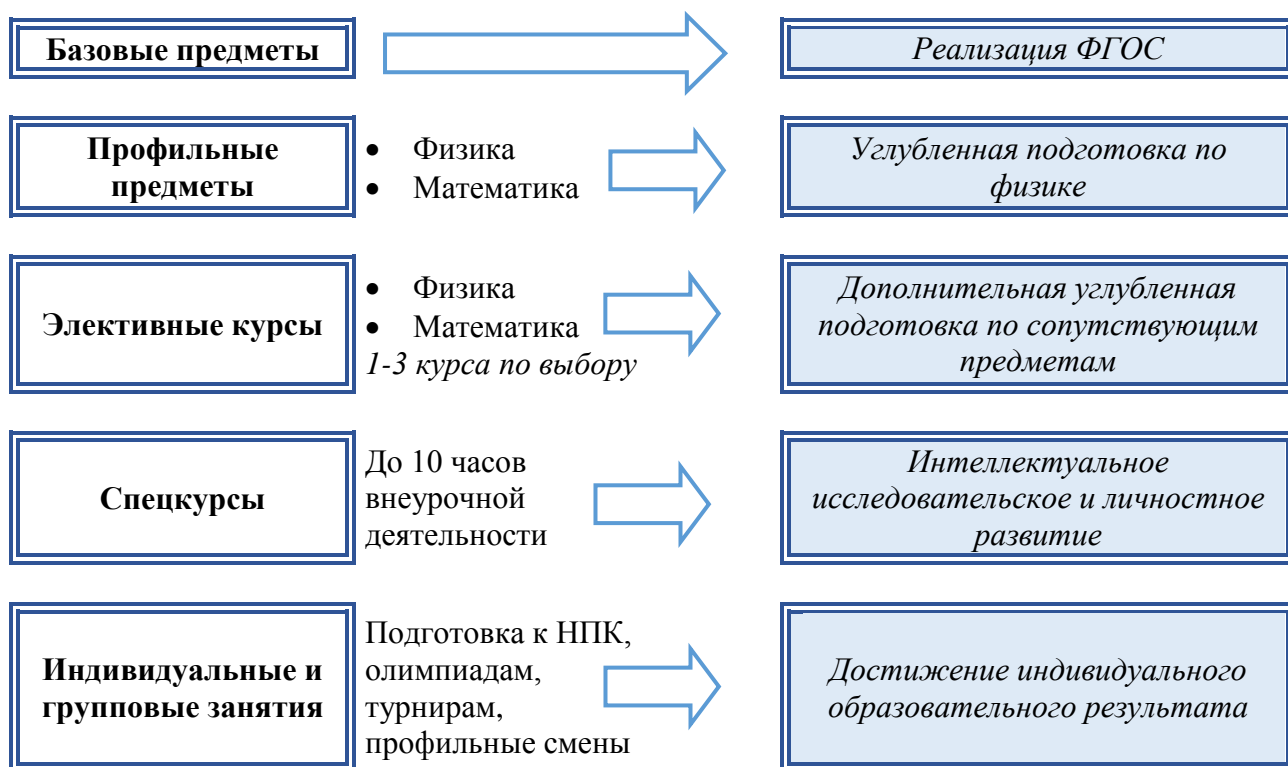 Базовые предметы
Реализация ФГОС
Профильные
предметы
• Физика
• Математика
Углубленная подготовка по
физике
Элективные курсы
• Физика
• Математика
1-3 курса по выбору
Дополнительная углубленная
подготовка по сопутствующим
предметам
Спецкурсы
До 10 часов
внеурочной
деятельности
Интеллектуальное
исследовательское и личностное
развитие
Индивидуальные и
групповые занятия
Подготовка к НПК,
олимпиадам,
турнирам,
профильные смены
Достижение индивидуального
образовательного результата